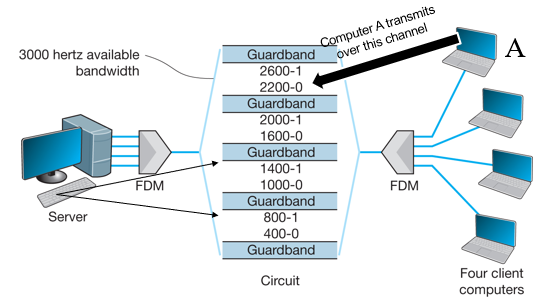 Computer A transmits
over this channel
A
3000 hertz available
bandwidth
Guardband
2600-1
2200-0
Guardband
2000-1
1600-0
Guardband
1400-1
1000-0
Guardband
800-1
400-0
Guardband
FDM
FDM
Server
Circuit
Four client
computers